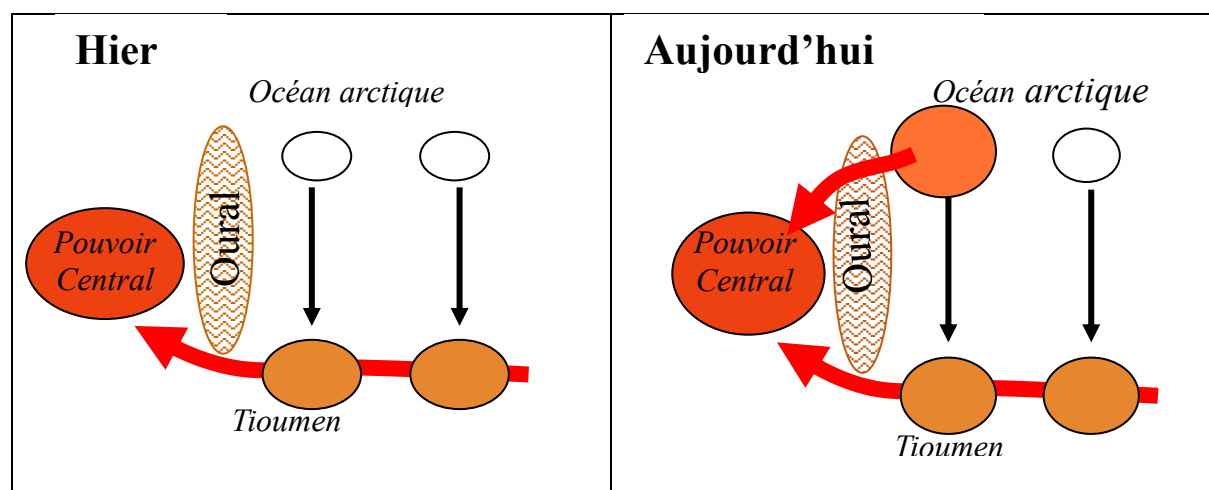 Hier
Océan arctique
Oural
Pouvoir
Central
Tioumen
Aujourd’hui
Océan arctique
Oural
Pouvoir
Central
Tioumen